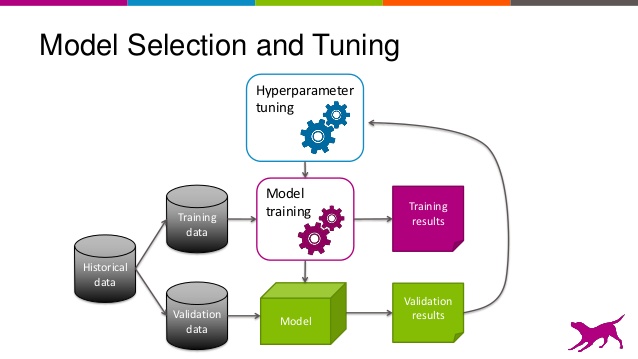 Model Selection and Tuning
Hyperparameter
tuning
Model
training
Training
data
Training
results
Historical
data
Validation
data
Model
Validation
results